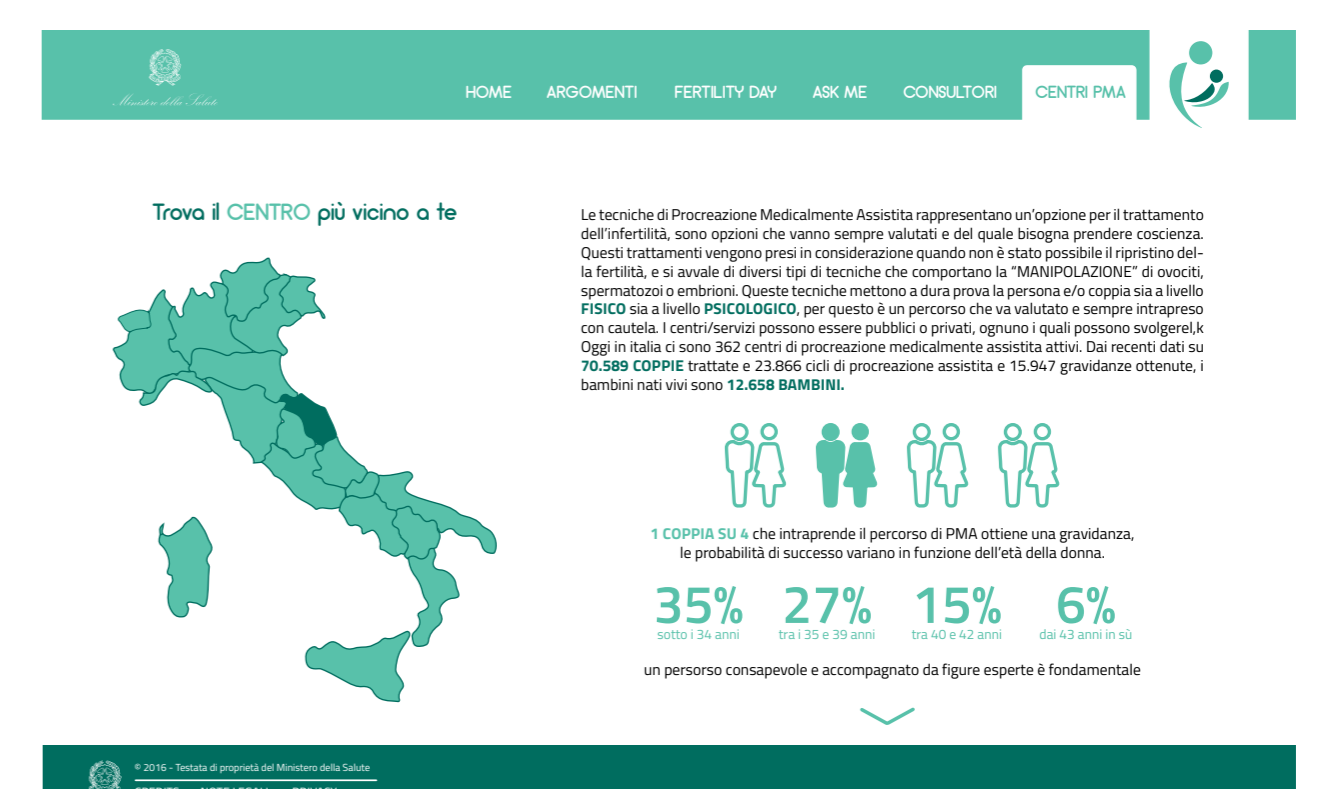 Ministero della Salute
HOME ARGOMENTI FERTILITY DAY ASK ME CONSULTORI CENTRI PMA
Trova il CENTRO più vicino a te
Le tecniche di Procreazione Medicalmente Assistita rappresentano un’opzione per il trattamento
dell’infertilità, sono opzioni che vanno sempre valutati e del quale bisogna prendere coscienza.
Questi trattamenti vengono presi in considerazione quando non è stato possibile il ripristino del-
la fertilità, e si avvale di diversi tipi di tecniche che comportano la “MANIPOLAZIONE” di ovociti,
spermatozoi o embrioni. Queste tecniche mettono a dura prova la persona e/o coppia sia a livello
FISICO sia a livello PSICOLOGICO, per questo è un percorso che va valutato e sempre intrapreso
con cautela. I centri/servizi possono essere pubblici o privati, ognuno i quali possono svolgerel,k
Oggi in italia ci sono 362 centri di procreazione medicalmente assistita attivi. Dai recenti dati su
70.589 COPPIE trattate e 23.866 cicli di procreazione assistita e 15.947 gravidanze ottenute, i
bambini nati vivi sono 12.658 BAMBINI.
1 COPPIA SU 4 che intraprende il percorso di PMA ottiene una gravidanza,
le probabilità di successo variano in funzione dell’età della donna.
35% 27% 15% 6%
sotto i 34 anni tra i 35 e 39 anni tra 40 e 42 anni dai 43 anni in sù
un persorso consapevole e accompagnato da figure esperte è fondamentale
© 2016 - Testata di proprietà del Ministero della Salute
CREDITS NOTE LEGALI PRIVACY